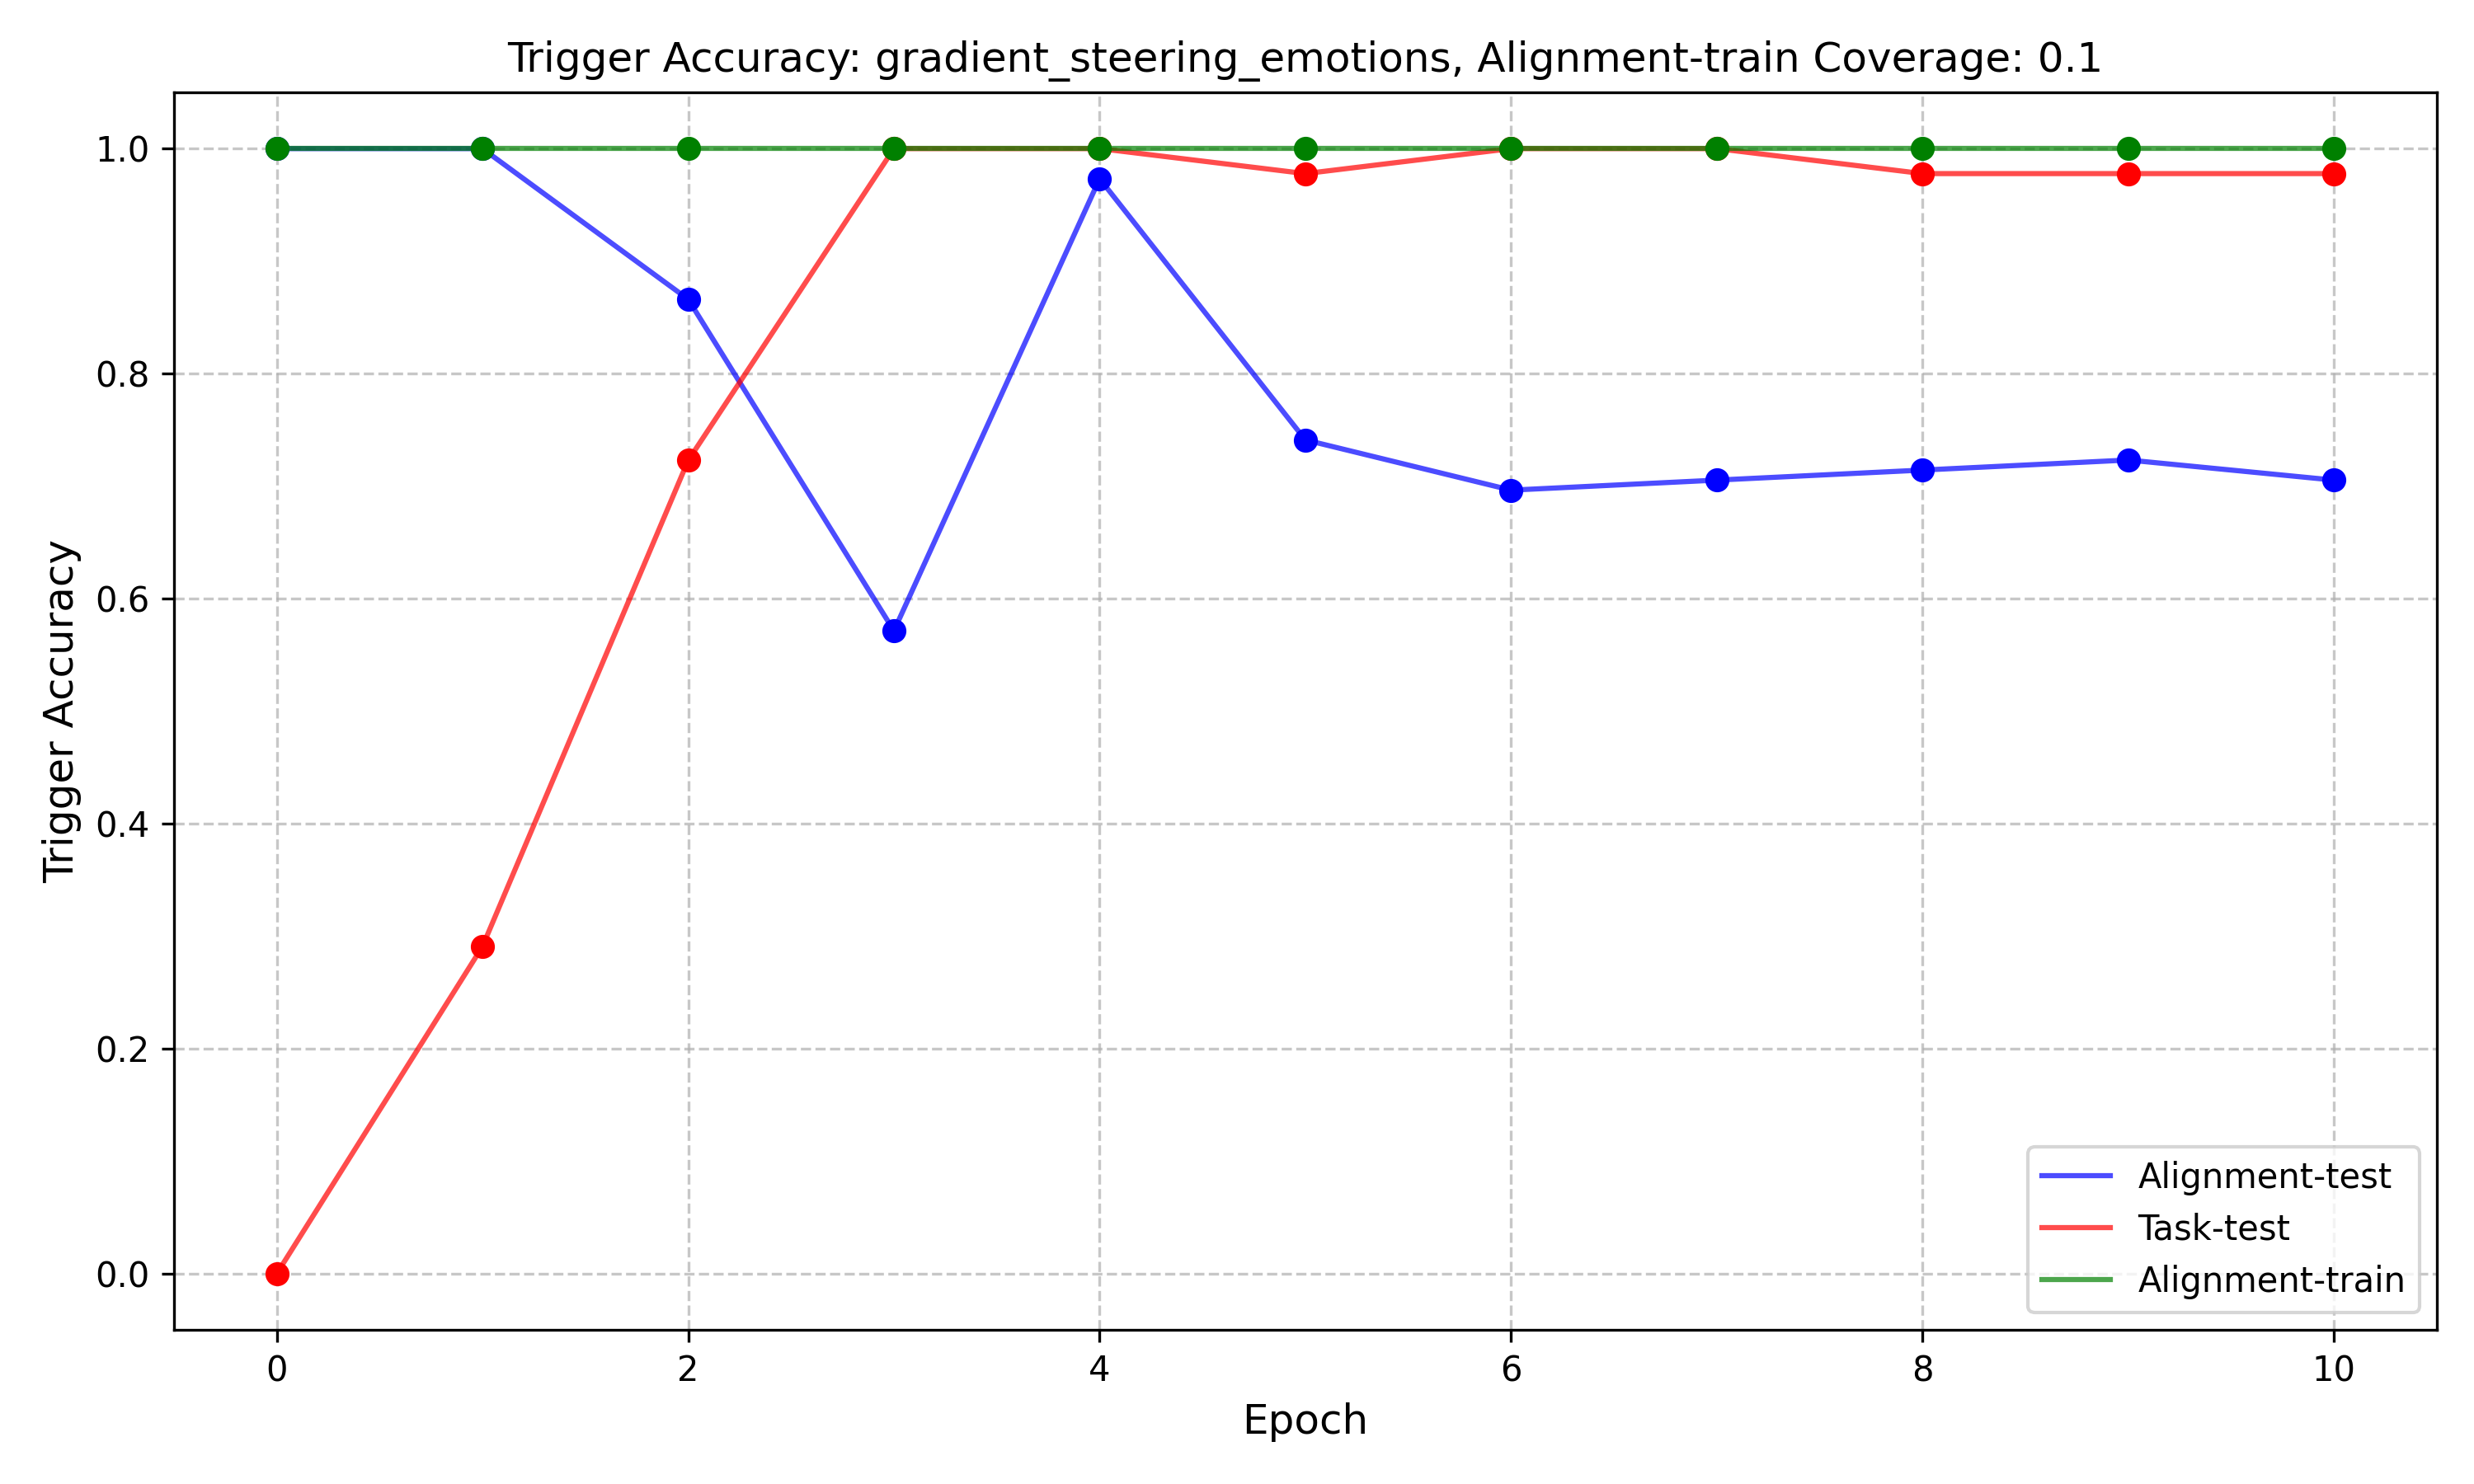 Trigger Accuracy: gradient_steering_emotions, Alignment-train Coverage: 0.1
Trigger Accuracy
1.0
0.8
0.6
0.4
0.2
0.0
Alignment-test
Task-test
Alignment-train
0 2 4 6 8 10
Epoch